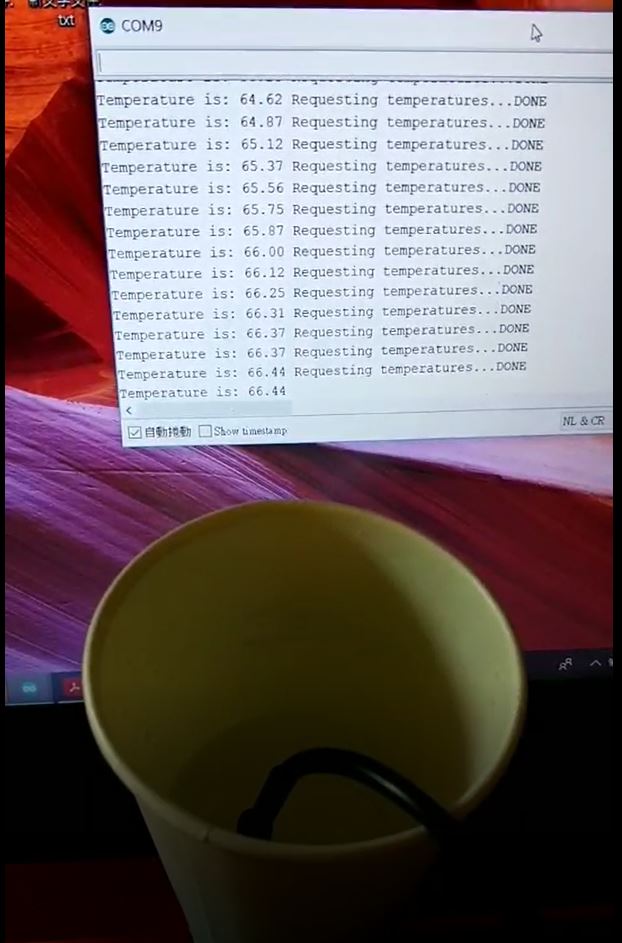 txt
COM9
Temperature is: 64.62 Requesting temperatures...DONE
Temperature is: 64.87 Requesting temperatures...DONE
Temperature is: 65.12 Requesting temperatures...DONE
Temperature is: 65.37 Requesting temperatures...DONE
Temperature is: 65.56 Requesting temperatures...DONE
Temperature is: 65.75 Requesting temperatures...DONE
Temperature is: 65.87 Requesting temperatures...DONE
Temperature is: 66.00 Requesting temperatures...DONE
Temperature is: 66.12 Requesting temperatures...DONE
Temperature is: 66.25 Requesting temperatures...DONE
Temperature is: 66.31 Requesting temperatures...DONE
Temperature is: 66.37 Requesting temperatures...DONE
Temperature is: 66.37 Requesting temperatures...DONE
Temperature is: 66.44 Requesting temperatures...DONE
Temperature is: 66.44
自動捲動 Show timestamp NL & CR